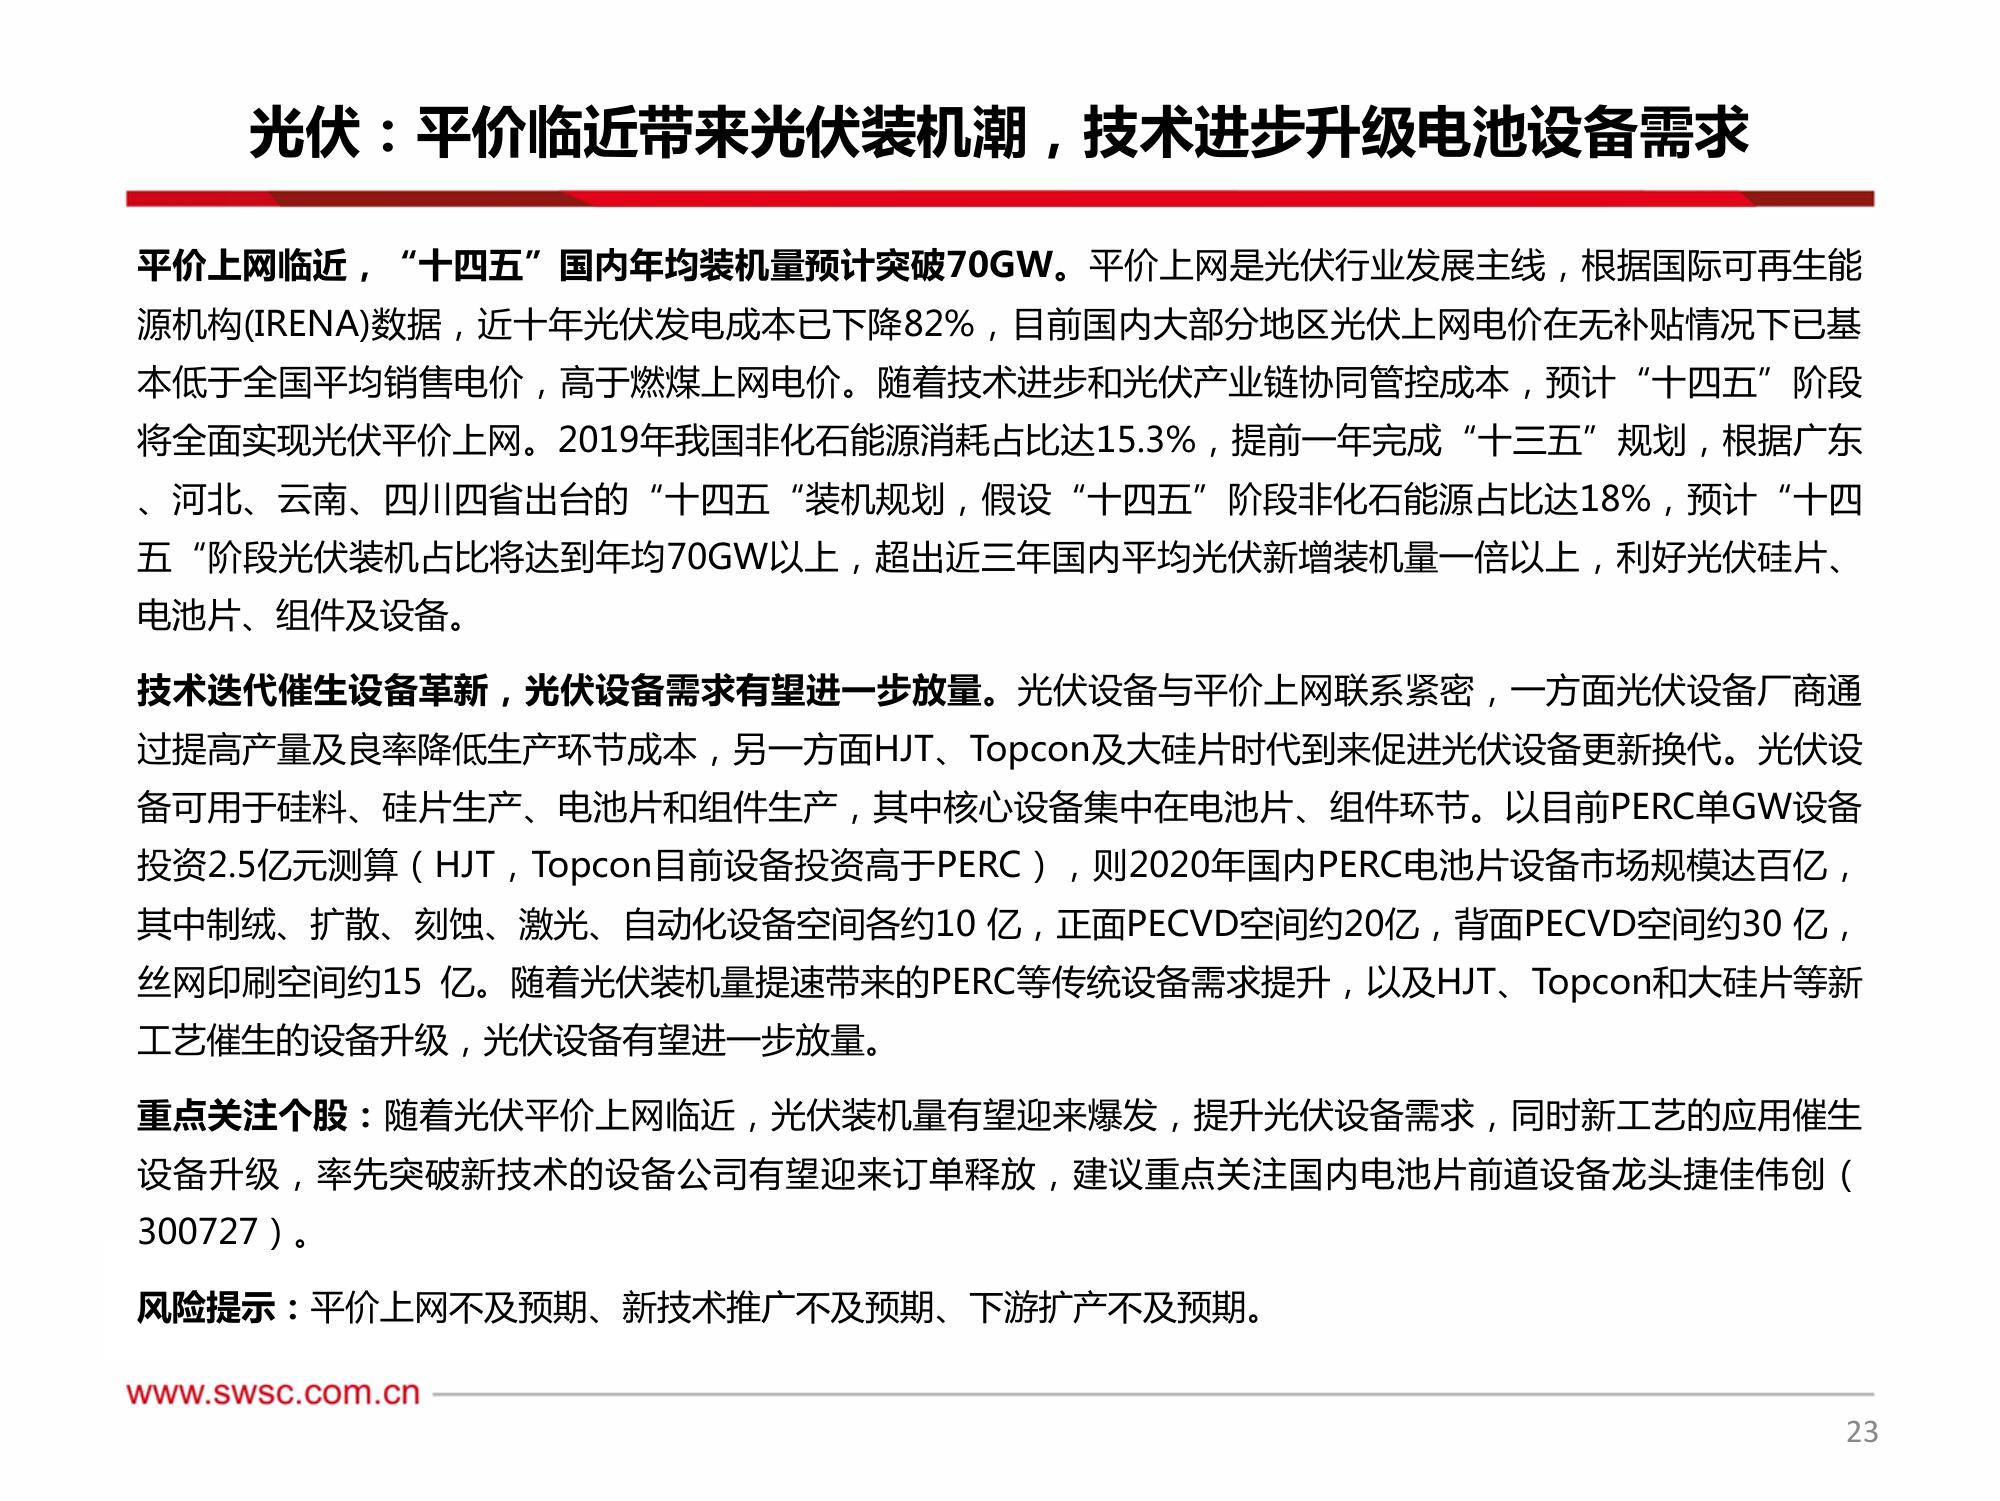 光伏：平价临近带来光伏装机潮，技术进步升级电池设备需求
平价上网临近，“十四五”国内年均装机量预计突破70GW。平价上网是光伏行业发展主线，根据国际可再生能
源机构(IRENA)数据，近十年光伏发电成本已下降82%，目前国内大部分地区光伏上网电价在无补贴情况下已基
本低于全国平均销售电价，高于燃煤上网电价。随着技术进步和光伏产业链协同管控成本，预计“十四五”阶段
将全面实现光伏平价上网。2019年我国非化石能源消耗占比达15.3%，提前一年完成“十三五”规划，根据广东
、河北、云南、四川四省出台的“十四五“装机规划，假设“十四五”阶段非化石能源占比达18%，预计“十四
五“阶段光伏装机占比将达到年均70GW以上，超出近三年国内平均光伏新增装机量一倍以上，利好光伏硅片、
电池片、组件及设备。
技术迭代催生设备革新，光伏设备需求有望进一步放量。光伏设备与平价上网联系紧密，一方面光伏设备厂商通
过提高产量及良率降低生产环节成本，另一方面HJT、Topcon及大硅片时代到来促进光伏设备更新换代。光伏设
备可用于硅料、硅片生产、电池片和组件生产，其中核心设备集中在电池片、组件环节。以目前PERC单GW设备
投资2.5亿元测算（HJT，Topcon目前设备投资高于PERC），则2020年国内PERC电池片设备市场规模达百亿，
其中制绒、扩散、刻蚀、激光、自动化设备空间各约10 亿，正面PECVD空间约20亿，背面PECVD空间约30 亿，
丝网印刷空间约15 亿。随着光伏装机量提速带来的PERC等传统设备需求提升，以及HJT、Topcon和大硅片等新
工艺催生的设备升级，光伏设备有望进一步放量。
重点关注个股：随着光伏平价上网临近，光伏装机量有望迎来爆发，提升光伏设备需求，同时新工艺的应用催生
设备升级，率先突破新技术的设备公司有望迎来订单释放，建议重点关注国内电池片前道设备龙头捷佳伟创（
300727）。
风险提示：平价上网不及预期、新技术推广不及预期、下游扩产不及预期。
www.swsc.com.cn
23